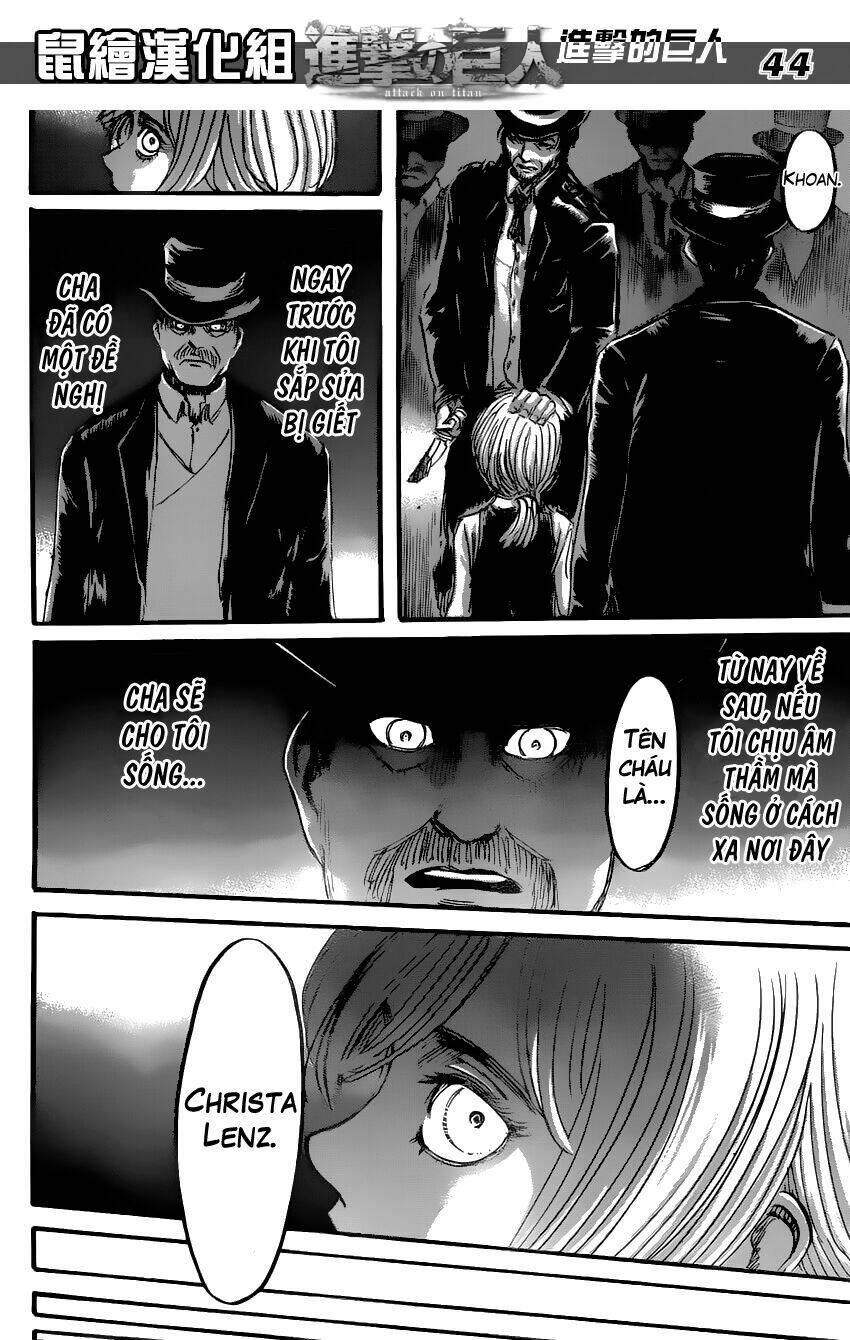 鼠繪漢化組
進撃の巨人
attack on titan
進擊的巨人
44
KHOAN.
NGAY
TRƯỚC
KHI TÔI
SẮP SỬA
BỊ GIẾT
CHA
ĐÃ CÓ
MỘT ĐỀ
NGHỊ
TỪ NAY VỀ
SAU, NẾU
TÔI CHỊU ÂM
THẦM MÀ
SỐNG Ở CÁCH
XA NƠI ĐÂY
TÊN
CHÁU
LÀ...
CHA SẼ
CHO TÔI
SỐNG...
CHRISTA
LENZ.